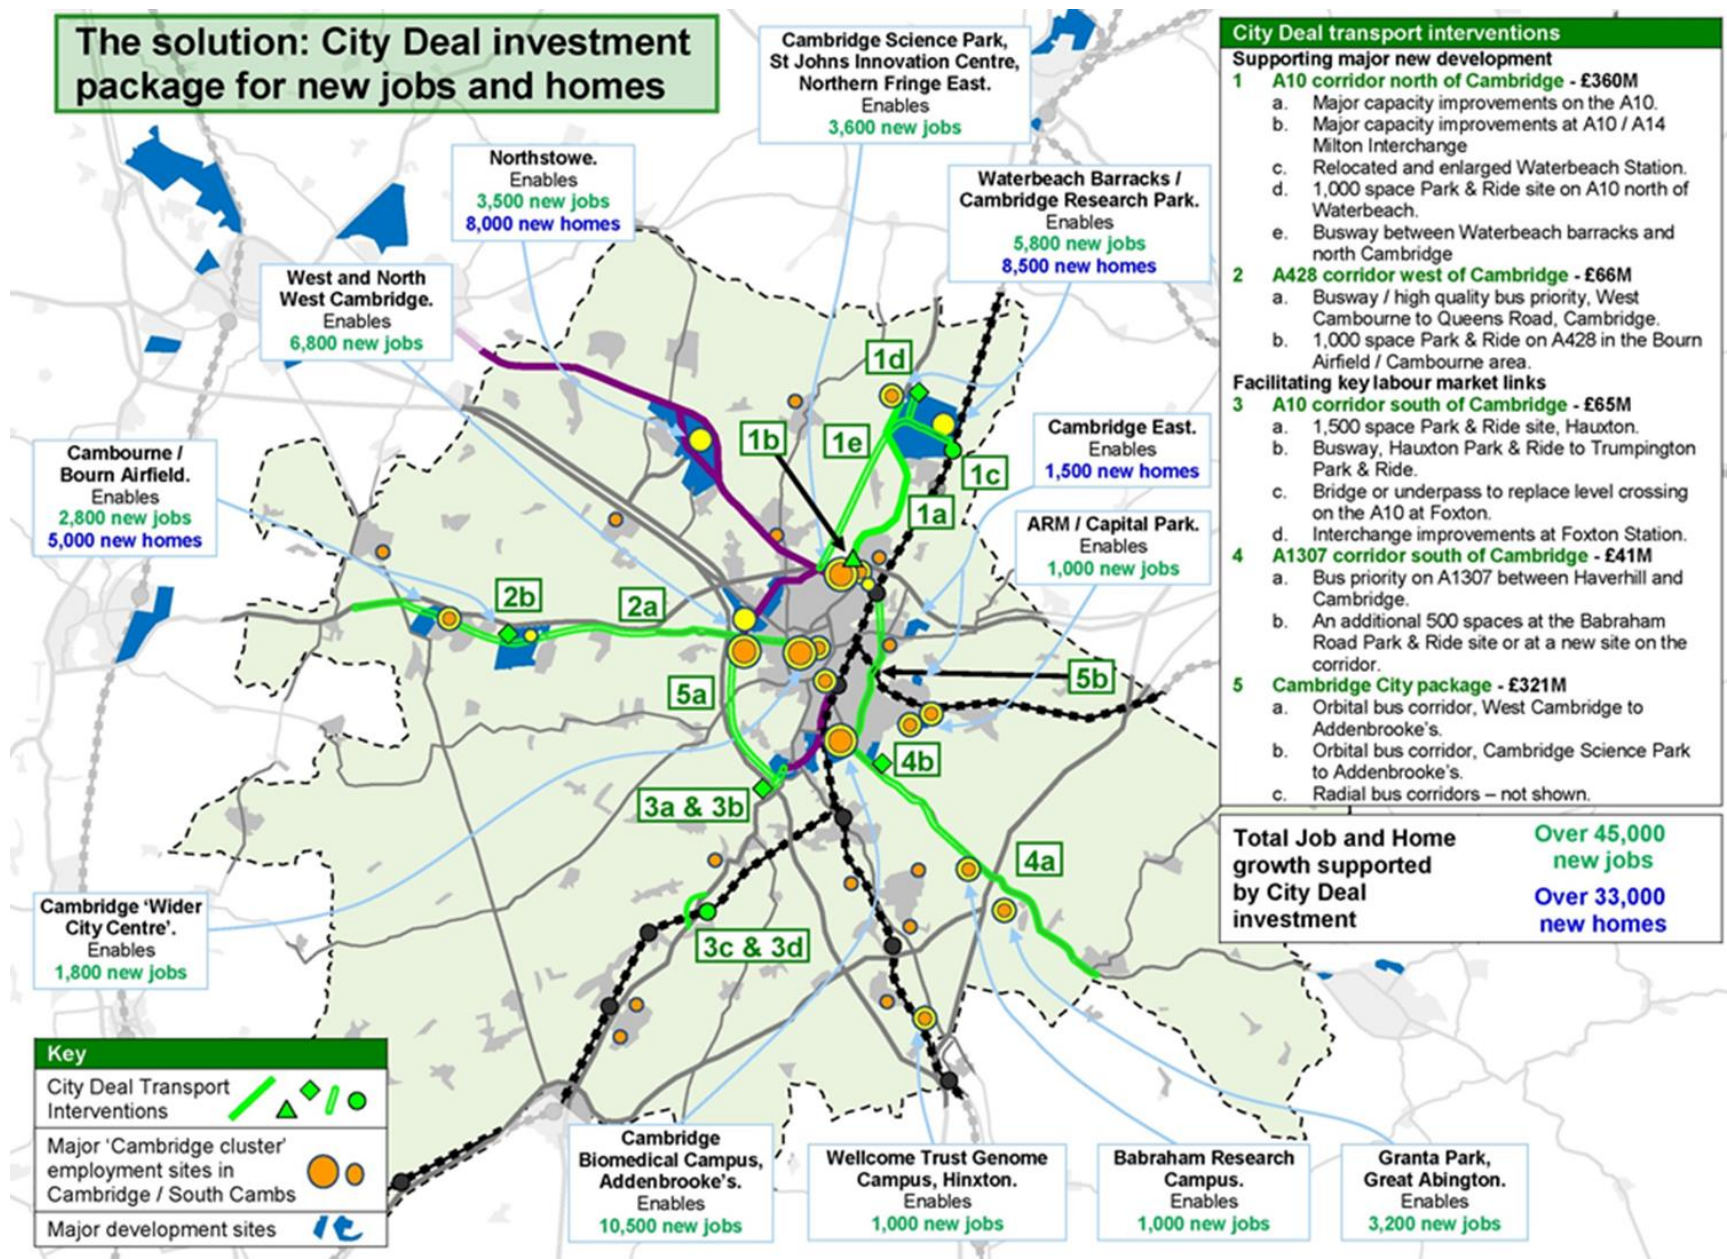 The solution: City Deal investment
package for new jobs and homes
Cambridge Science Park,
St Johns Innovation Centre,
Northern Fringe East.
Enables
3,600 new jobs
Northstowe.
Enables
3,500 new jobs
8,000 new homes
Waterbeach Barracks /
Cambridge Research Park.
Enables
5,800 new jobs
8,500 new homes
West and North
West Cambridge.
Enables
6,800 new jobs
Cambourne /
Bourn Airfield.
Enables
2,800 new jobs
5,000 new homes
Cambridge East.
Enables
1,500 new homes
ARM / Capital Park.
Enables
1,000 new jobs
1d
1b
1e
1c
1a
2b
2a
5a
5b
4b
3a & 3b
4a
3c & 3d
Cambridge ‘Wider
City Centre’.
Enables
1,800 new jobs
Cambridge
Biomedical Campus,
Addenbrooke’s.
Enables
10,500 new jobs
Wellcome Trust Genome
Campus, Hinxton.
Enables
1,000 new jobs
Babraham Research
Campus.
Enables
1,000 new jobs
Granta Park,
Great Abington.
Enables
3,200 new jobs
Key
City Deal Transport
Interventions
Major ‘Cambridge cluster’
employment sites in
Cambridge / South Cambs
Major development sites
City Deal transport interventions
Supporting major new development
1 A10 corridor north of Cambridge - £360M
a. Major capacity improvements on the A10.
b. Major capacity improvements at A10 / A14
Milton Interchange
c. Relocated and enlarged Waterbeach Station.
d. 1,000 space Park & Ride site on A10 north of
Waterbeach.
e. Busway between Waterbeach barracks and
north Cambridge
2 A428 corridor west of Cambridge - £66M
a. Busway / high quality bus priority, West
Cambourne to Queens Road, Cambridge.
b. 1,000 space Park & Ride on A428 in the Bourn
Airfield / Cambourne area.
Facilitating key labour market links
3 A10 corridor south of Cambridge - £65M
a. 1,500 space Park & Ride site, Hauxton.
b. Busway, Hauxton Park & Ride to Trumpington
Park & Ride.
c. Bridge or underpass to replace level crossing
on the A10 at Foxton.
d. Interchange improvements at Foxton Station.
4 A1307 corridor south of Cambridge - £41M
a. Bus priority on A1307 between Haverhill and
Cambridge.
b. An additional 500 spaces at the Babraham
Road Park & Ride site or at a new site on the
corridor.
5 Cambridge City package - £321M
a. Orbital bus corridor, West Cambridge to
Addenbrooke’s.
b. Orbital bus corridor, Cambridge Science Park
to Addenbrooke’s.
c. Radial bus corridors – not shown.
Total Job and Home
growth supported
by City Deal
investment
Over 45,000
new jobs
Over 33,000
new homes